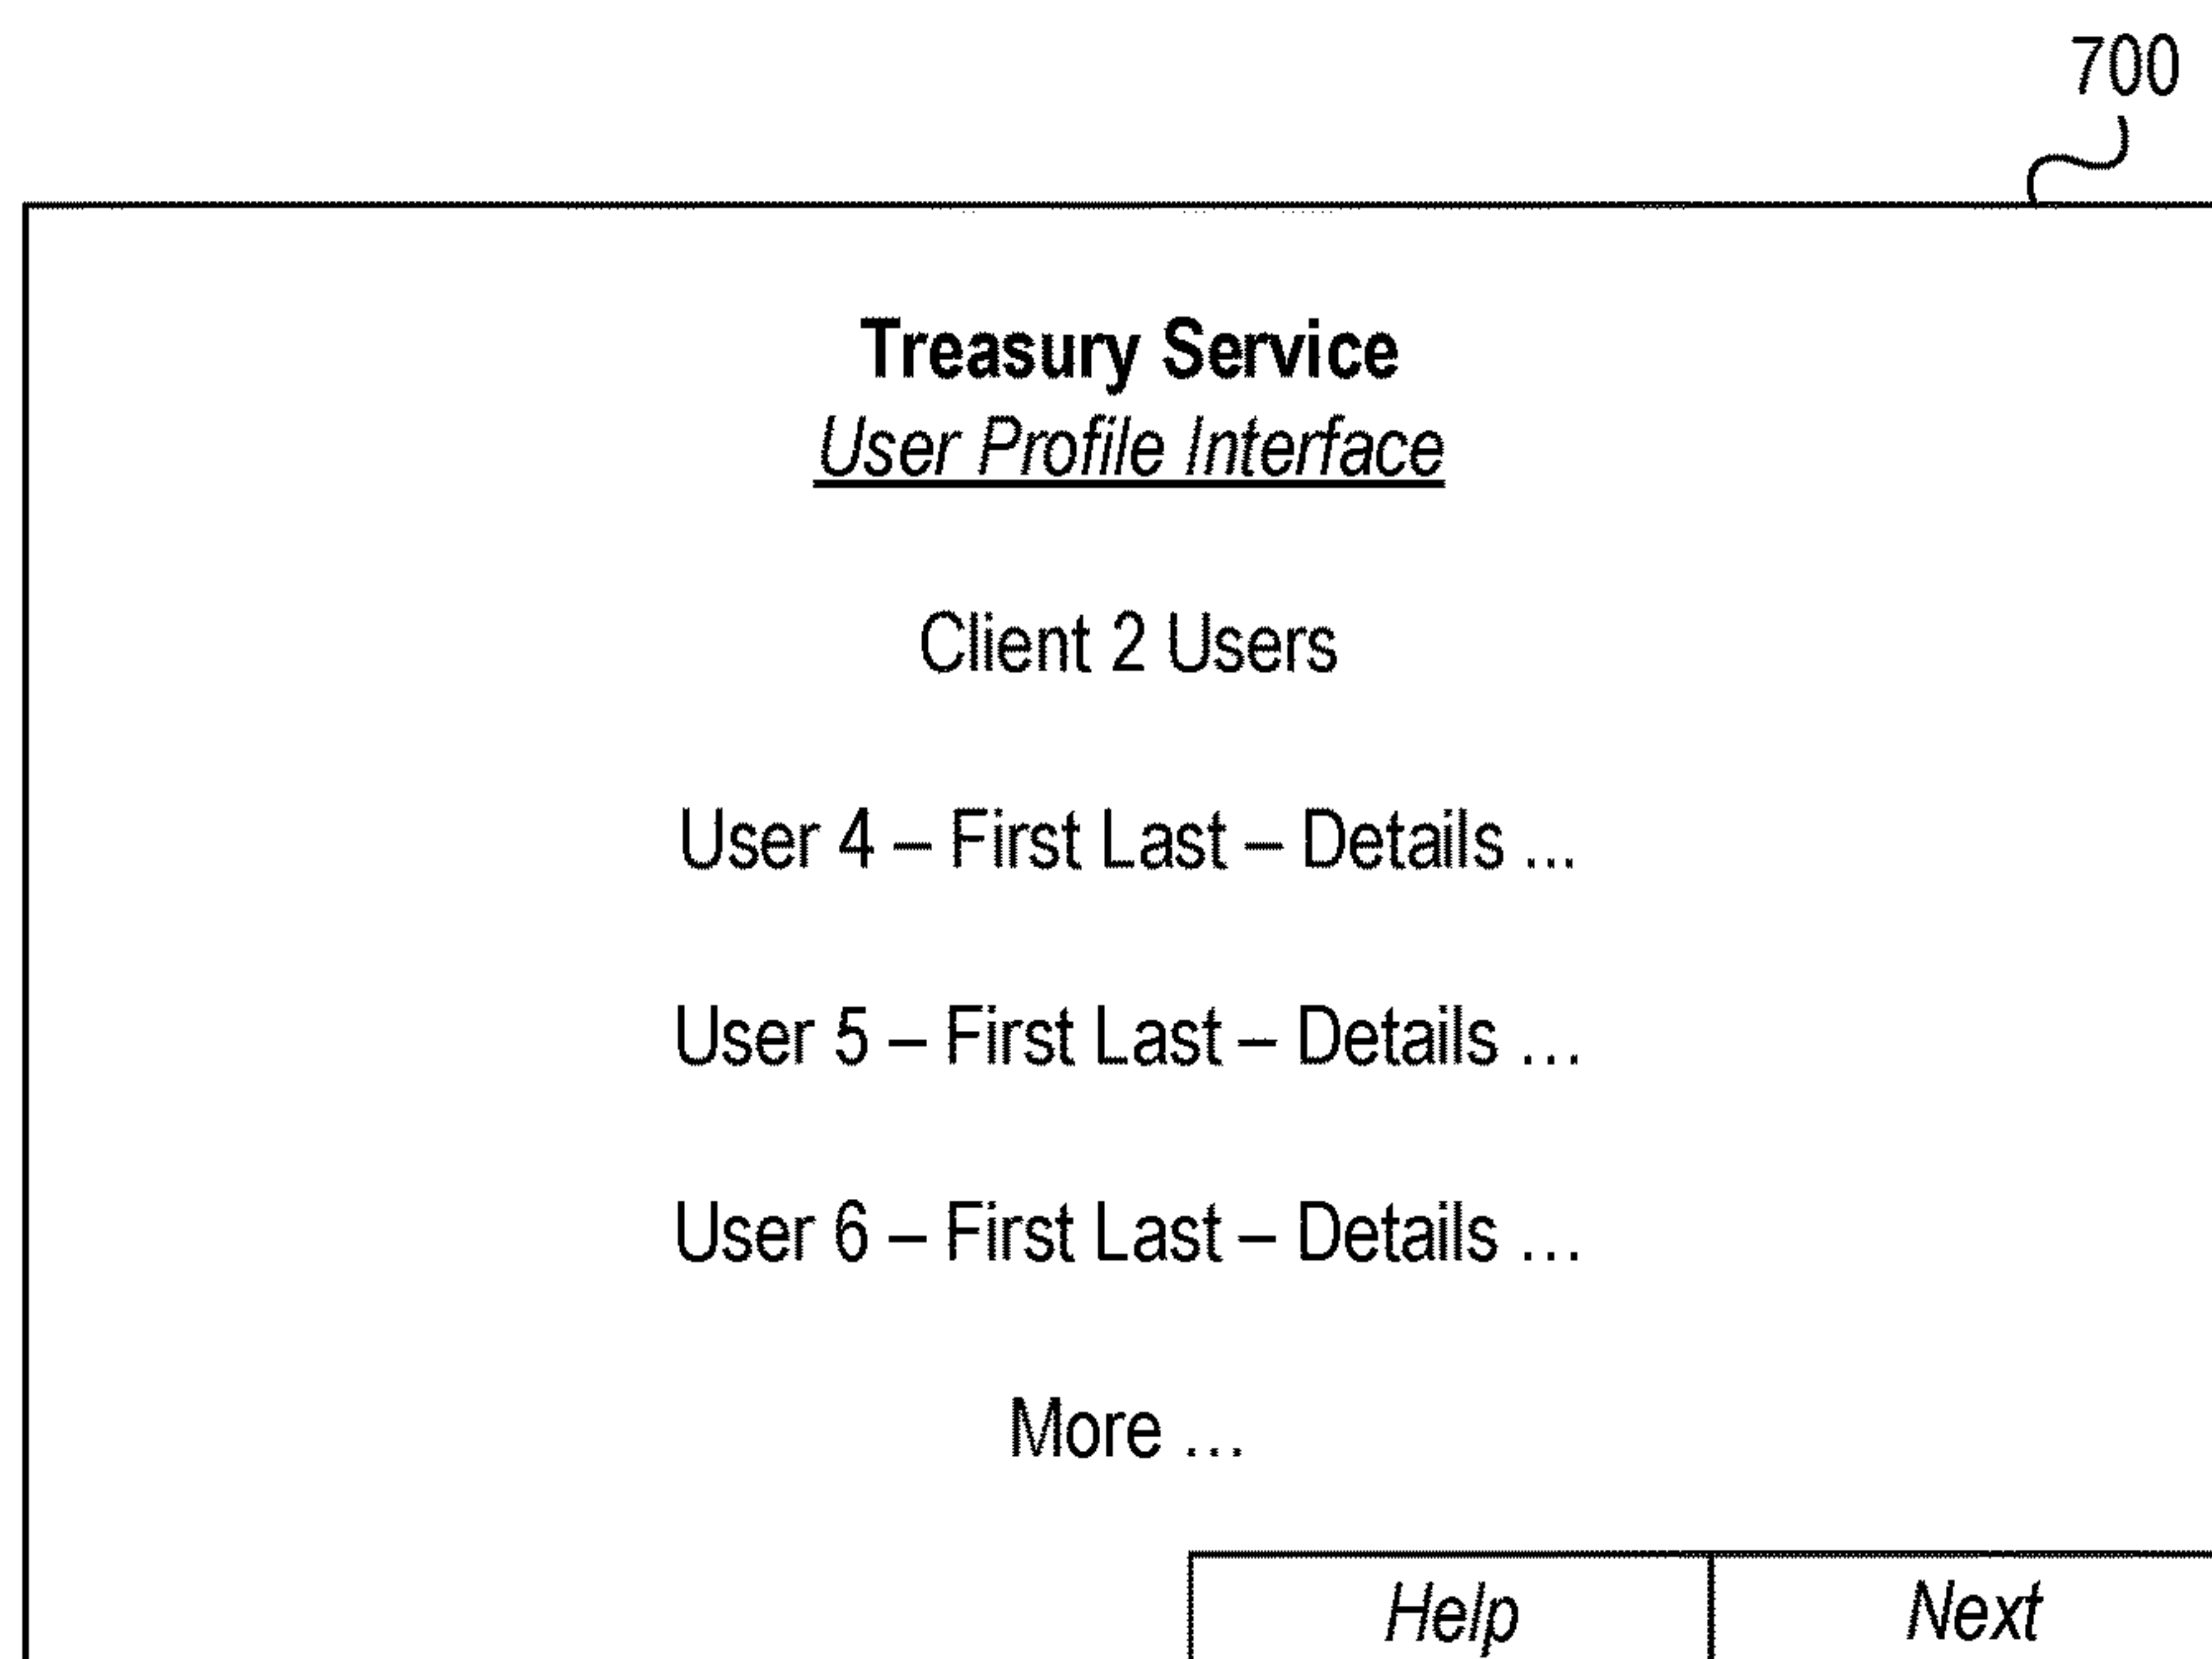 700
Treasury Service
User Profile Interface
Client 2 Users
User 4 – First Last – Details ...
User 5 – First Last – Details ...
User 6 – First Last – Details ...
More ...
Help Next